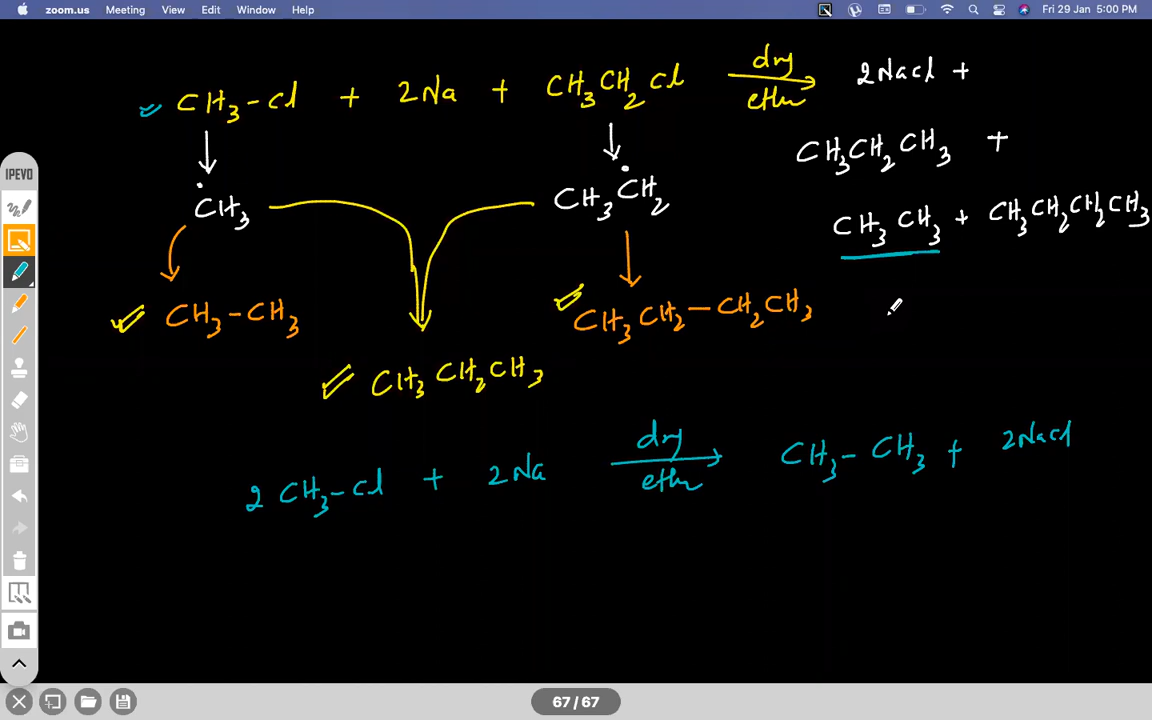 zoom.us Meeting View Edit Window Help Fri 29 Jan 5:00 PM
CH3-Cl + 2Na + CH3CH2Cl dry ether 2NaCl +
CH3CH2CH3 +
ĊH3 CH3ĊH2 CH3CH3 + CH3CH2CH2CH3
IPEVO
CH3-CH3 CH3CH2-CH2CH3
CH3CH2CH3
2CH3-Cl + 2Na dry ether CH3-CH3 + 2NaCl
67/67